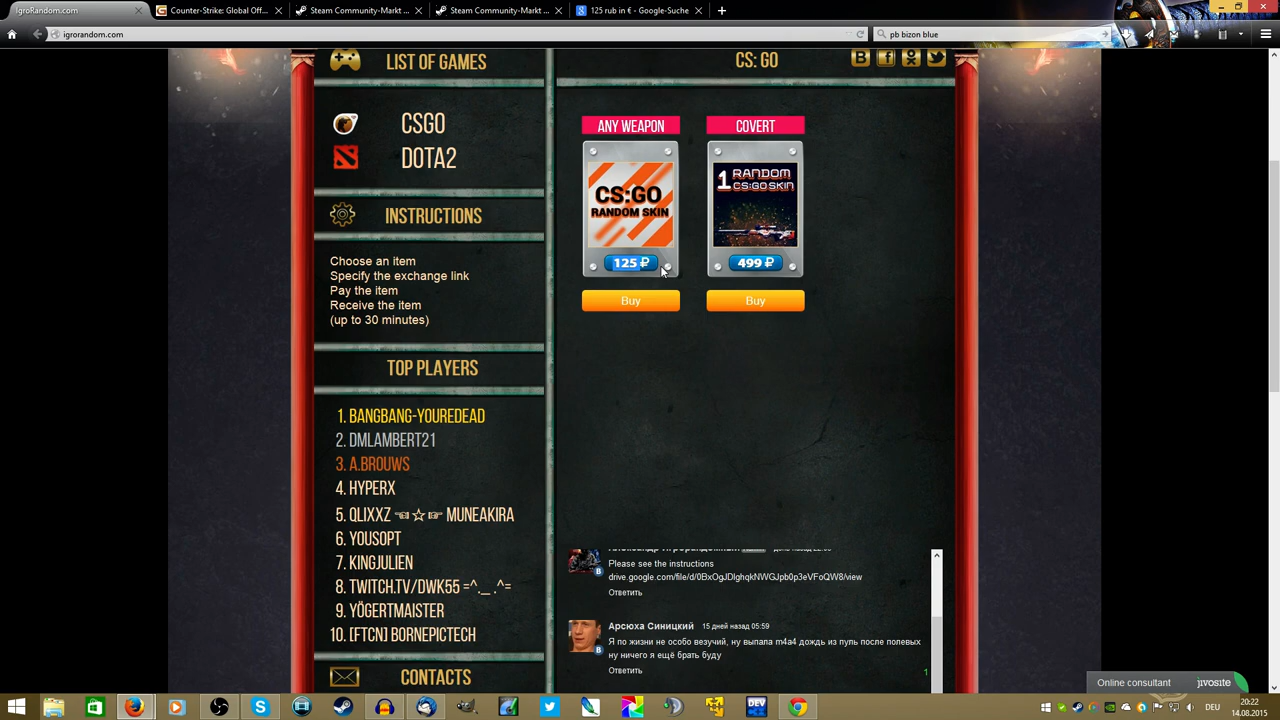 IgroRandom.com
Counter-Strike: Global Off...
Steam Community-Markt ...
Steam Community-Markt ...
125 rub in € - Google-Suche
igrorandom.com
pb bizon blue
LIST OF GAMES
CS: GO
CSGO
DOTA2
INSTRUCTIONS
Choose an item
Specify the exchange link
Pay the item
Receive the item
(up to 30 minutes)
TOP PLAYERS
1. BANGBANG-YOUREDEAD
2. DMLAMBERT21
3. A.BROUWS
4. HYPERX
5. QLIXXZ ☜☆☞ MUNEAKIRA
6. YOUSOPT
7. KINGJULIEN
8. TWITCH.TV/DWK55 =^._.^=
9. YÖGERTMAISTER
10. [FTCN] BORNEPICTECH
CONTACTS
ANY WEAPON
COVERT
CS:GO
RANDOM SKIN
1 RANDOM
CS:GO SKIN
125 ₽
499 ₽
Buy
Buy
Please see the instructions
drive.google.com/file/d/0BxOgJDlghqkNWGJpb0p3eVFoQW8/view
Ответить
Арсюха Синицкий 15 дней назад 05:59
Я по жизни не особо везучий, ну выпала м4а4 дождь из пуль после полевых
ну ничего я ещё брать буду
Ответить
1
Online consultant jivosite
DEV
DEU
20:22
14.08.2015